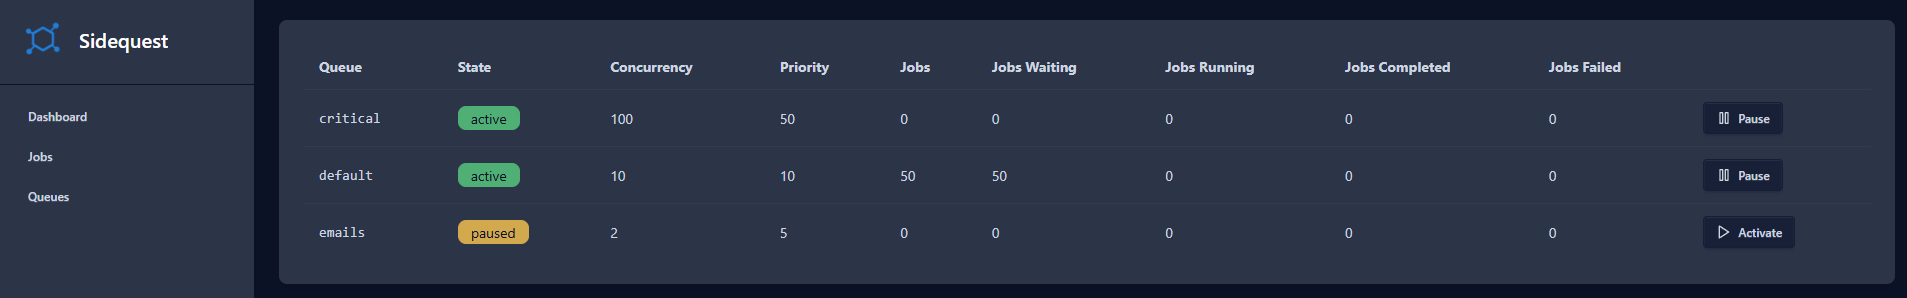 Sidequest
Dashboard
Jobs
Queues
Queue State Concurrency Priority Jobs Jobs Waiting Jobs Running Jobs Completed Jobs Failed
critical active 100 50 0 0 0 0 0 Pause
default active 10 10 50 50 0 0 0 Pause
emails paused 2 5 0 0 0 0 0 Activate